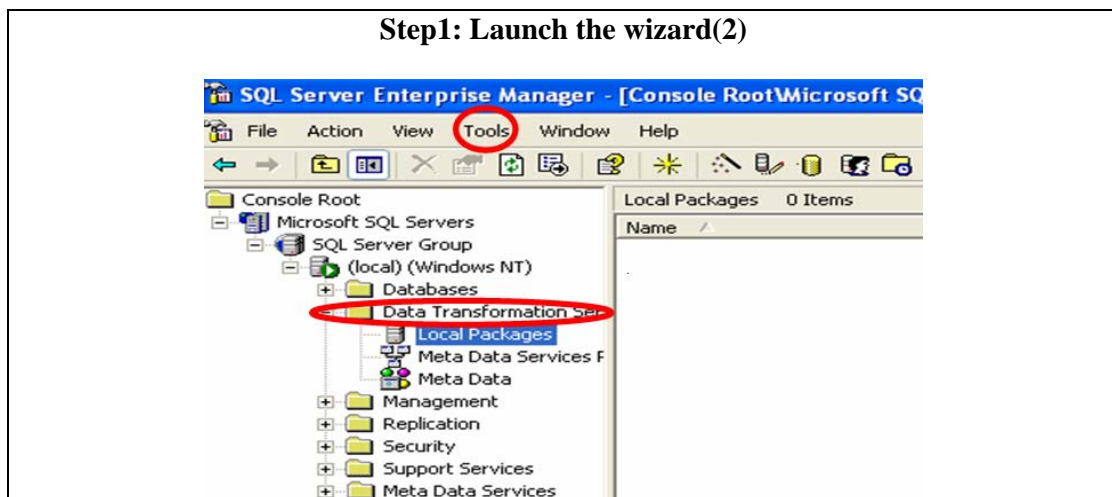 Step1: Launch the wizard(2)
SQL Server Enterprise Manager - [Console Root\Microsoft SQ
File Action View Tools Window Help
Console Root
Microsoft SQL Servers
SQL Server Group
(local) (Windows NT)
Databases
Data Transformation Ser
Local Packages
Meta Data Services P
Meta Data
Management
Replication
Security
Support Services
Meta Data Services
Local Packages 0 Items
Name